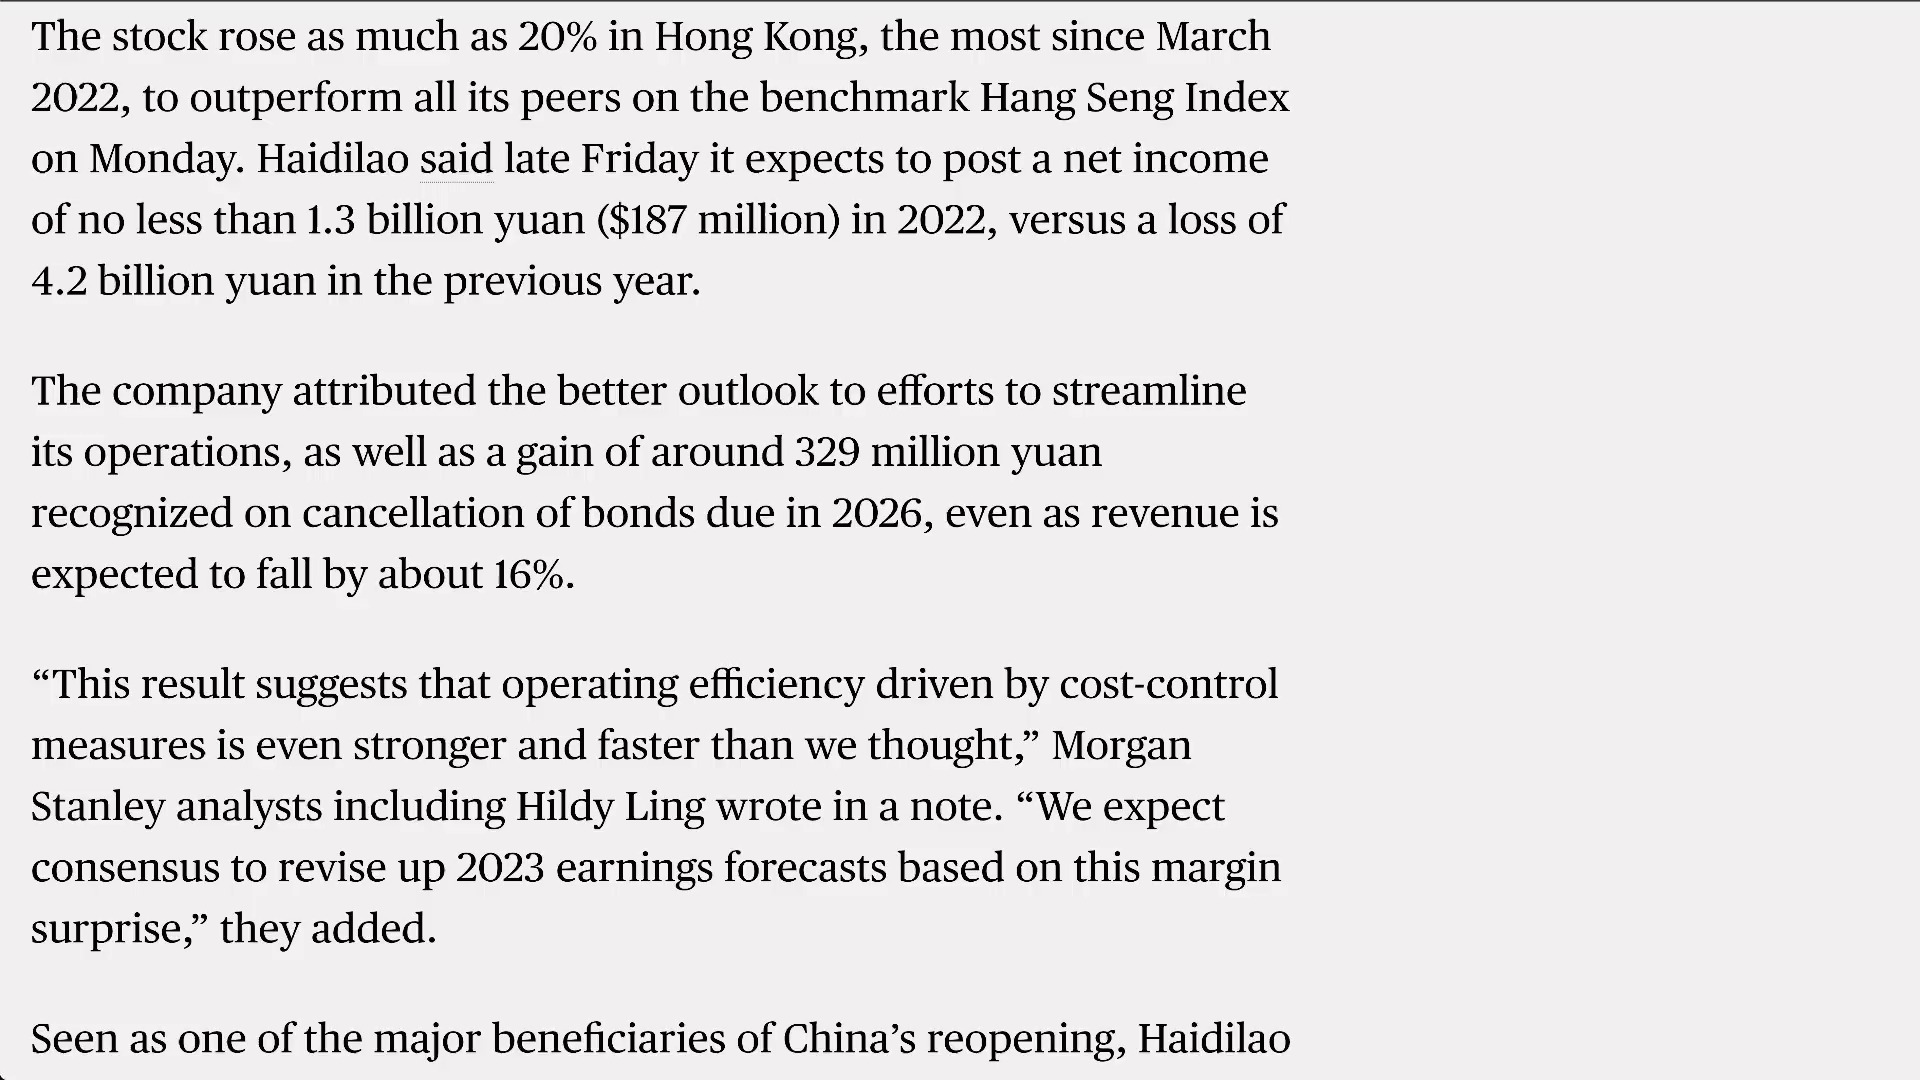 The stock rose as much as 20% in Hong Kong, the most since March
2022, to outperform all its peers on the benchmark Hang Seng Index
on Monday. Haidilao said late Friday it expects to post a net income
of no less than 1.3 billion yuan ($187 million) in 2022, versus a loss of
4.2 billion yuan in the previous year.
The company attributed the better outlook to efforts to streamline
its operations, as well as a gain of around 329 million yuan
recognized on cancellation of bonds due in 2026, even as revenue is
expected to fall by about 16%.
“This result suggests that operating efficiency driven by cost-control
measures is even stronger and faster than we thought,” Morgan
Stanley analysts including Hildy Ling wrote in a note. “We expect
consensus to revise up 2023 earnings forecasts based on this margin
surprise,” they added.
Seen as one of the major beneficiaries of China’s reopening, Haidilao